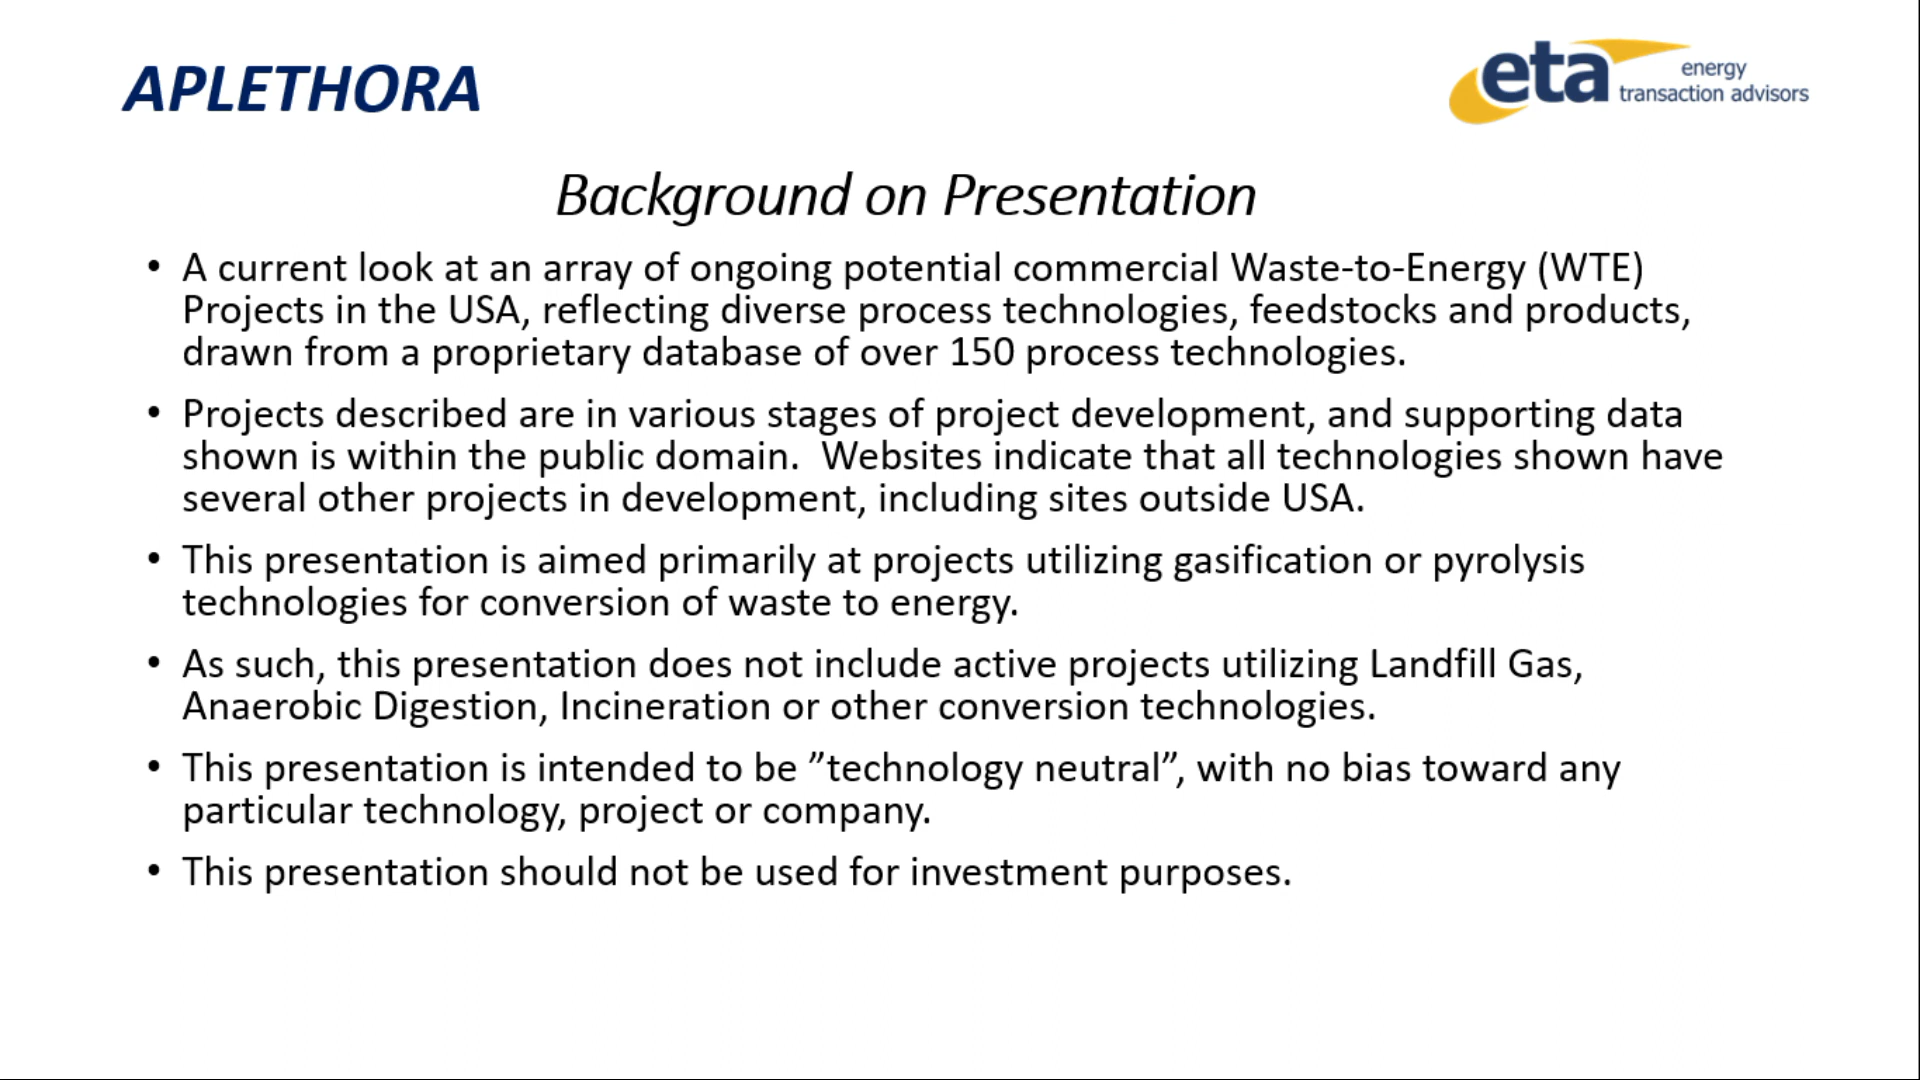 APLETHORA
eta energy
transaction advisors
Background on Presentation
• A current look at an array of ongoing potential commercial Waste-to-Energy (WTE)
Projects in the USA, reflecting diverse process technologies, feedstocks and products,
drawn from a proprietary database of over 150 process technologies.
• Projects described are in various stages of project development, and supporting data
shown is within the public domain.  Websites indicate that all technologies shown have
several other projects in development, including sites outside USA.
• This presentation is aimed primarily at projects utilizing gasification or pyrolysis
technologies for conversion of waste to energy.
• As such, this presentation does not include active projects utilizing Landfill Gas,
Anaerobic Digestion, Incineration or other conversion technologies.
• This presentation is intended to be ”technology neutral”, with no bias toward any
particular technology, project or company.
• This presentation should not be used for investment purposes.